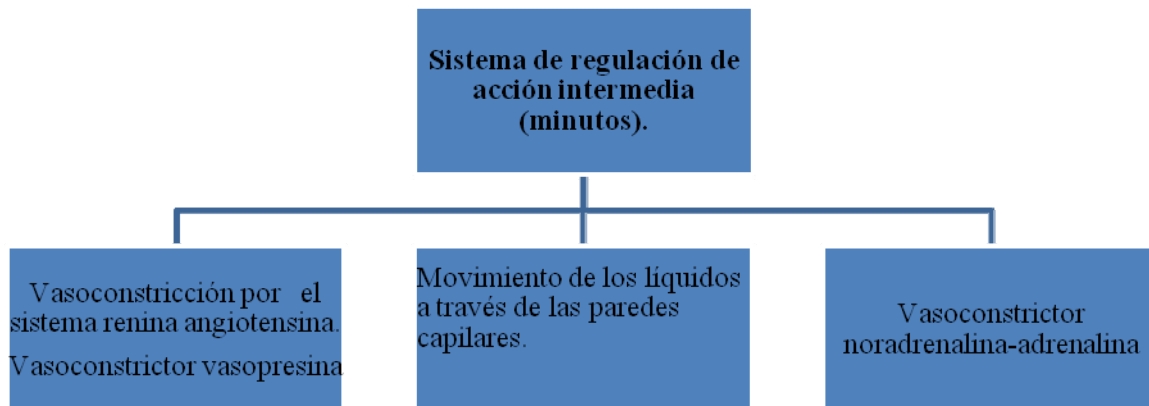 Sistema de regulación de
acción intermedia
(minutos).
Vasoconstricción por el
sistema renina angiotensina.
Vasoconstrictor vasopresina
Movimiento de los líquidos
a través de las paredes
capilares.
Vasoconstrictor
noradrenalina-adrenalina